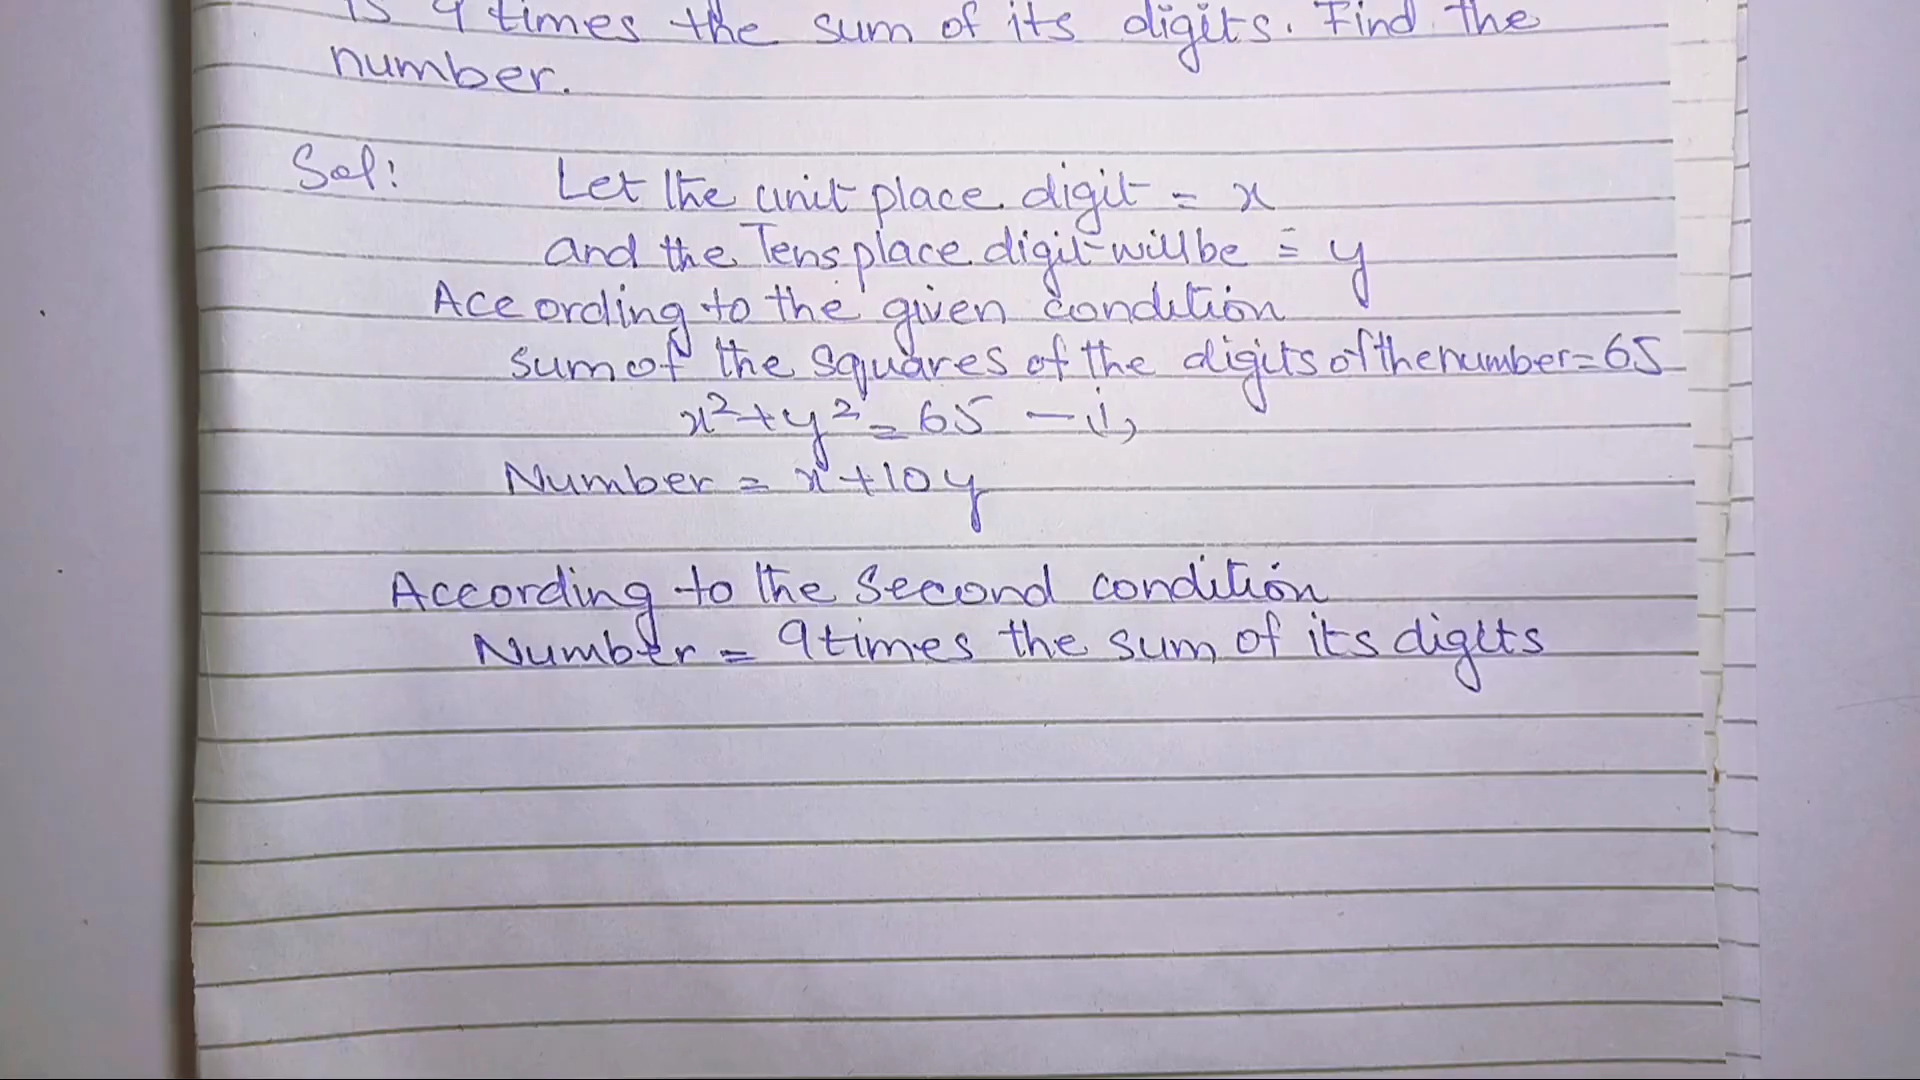 is 9 times the sum of its digits. Find the
number.
Sol: Let the unit place digit = x
and the Tens place digit will be = y
According to the given condition
sum of the squares of the digits of the number = 65
x² + y² = 65 — i,
Number = x + 10y
According to the Second condition
Number = 9 times the sum of its digits